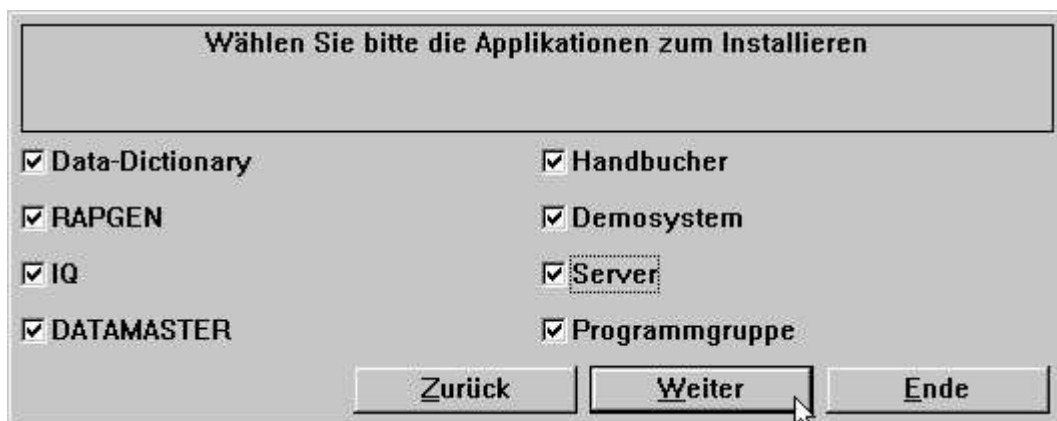 Wählen Sie bitte die Applikationen zum Installieren
Data-Dictionary
Handbucher
RAPGEN
Demosystem
IQ
Server
DATAMASTER
Programmgruppe
Zurück
Weiter
Ende